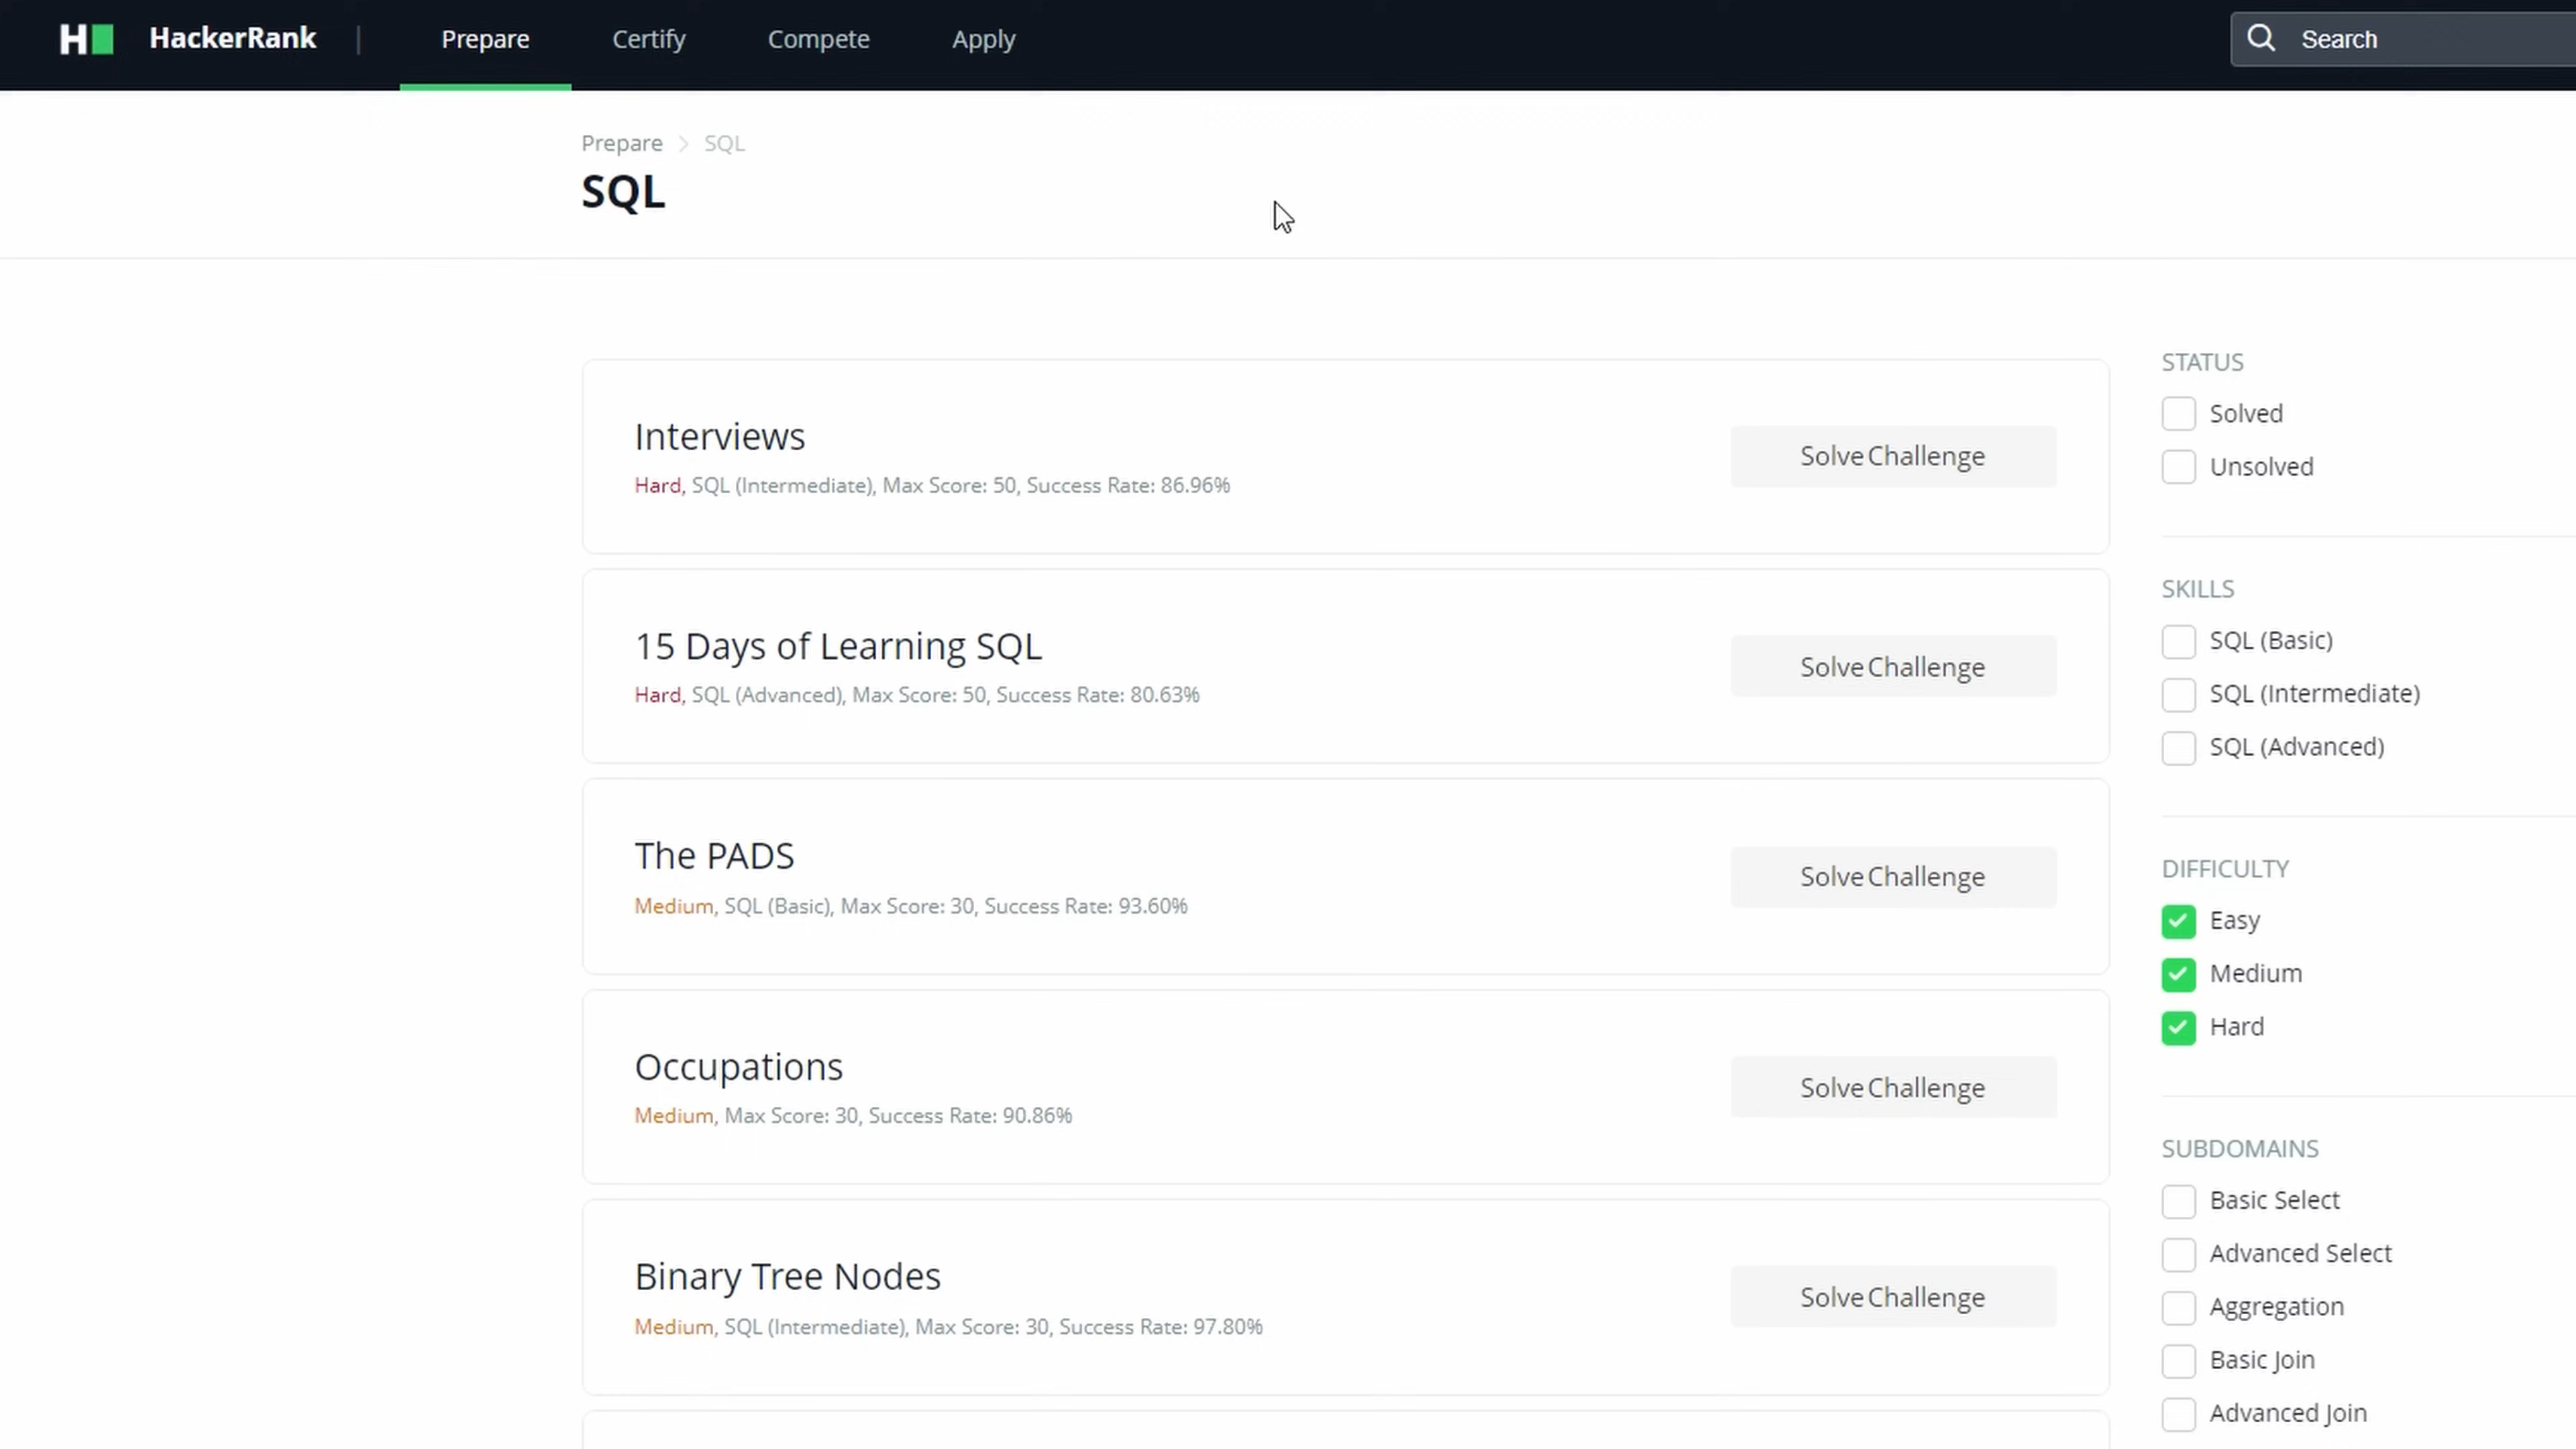 HackerRank | Prepare Certify Compete Apply Search
Prepare > SQL
SQL
Interviews
Hard, SQL (Intermediate), Max Score: 50, Success Rate: 86.96%
Solve Challenge
15 Days of Learning SQL
Hard, SQL (Advanced), Max Score: 50, Success Rate: 80.63%
Solve Challenge
The PADS
Medium, SQL (Basic), Max Score: 30, Success Rate: 93.60%
Solve Challenge
Occupations
Medium, Max Score: 30, Success Rate: 90.86%
Solve Challenge
Binary Tree Nodes
Medium, SQL (Intermediate), Max Score: 30, Success Rate: 97.80%
Solve Challenge
STATUS
Solved
Unsolved
SKILLS
SQL (Basic)
SQL (Intermediate)
SQL (Advanced)
DIFFICULTY
Easy
Medium
Hard
SUBDOMAINS
Basic Select
Advanced Select
Aggregation
Basic Join
Advanced Join